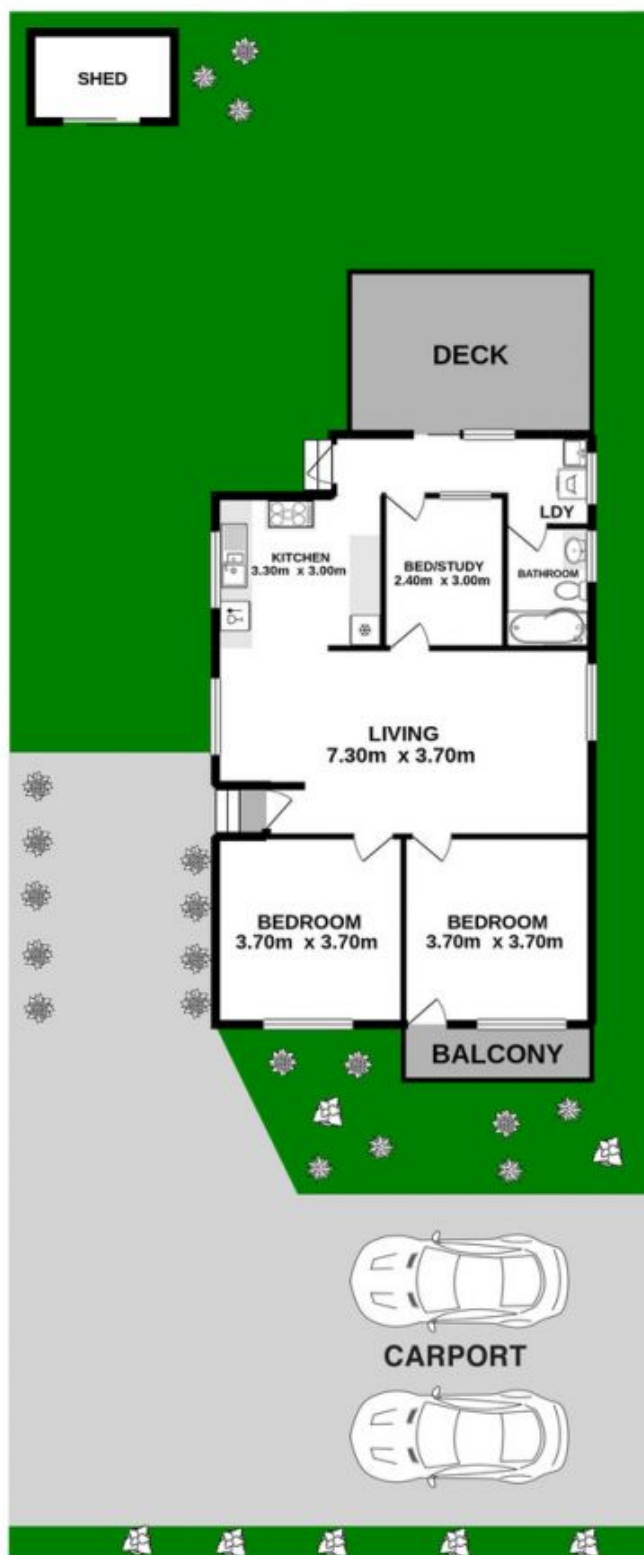 SHED
DECK
LDY
KITCHEN
3.30m x 3.00m
BED/STUDY
2.40m x 3.00m
BATHROOM
LIVING
7.30m x 3.70m
BEDROOM
3.70m x 3.70m
BEDROOM
3.70m x 3.70m
BALCONY
CARPORT